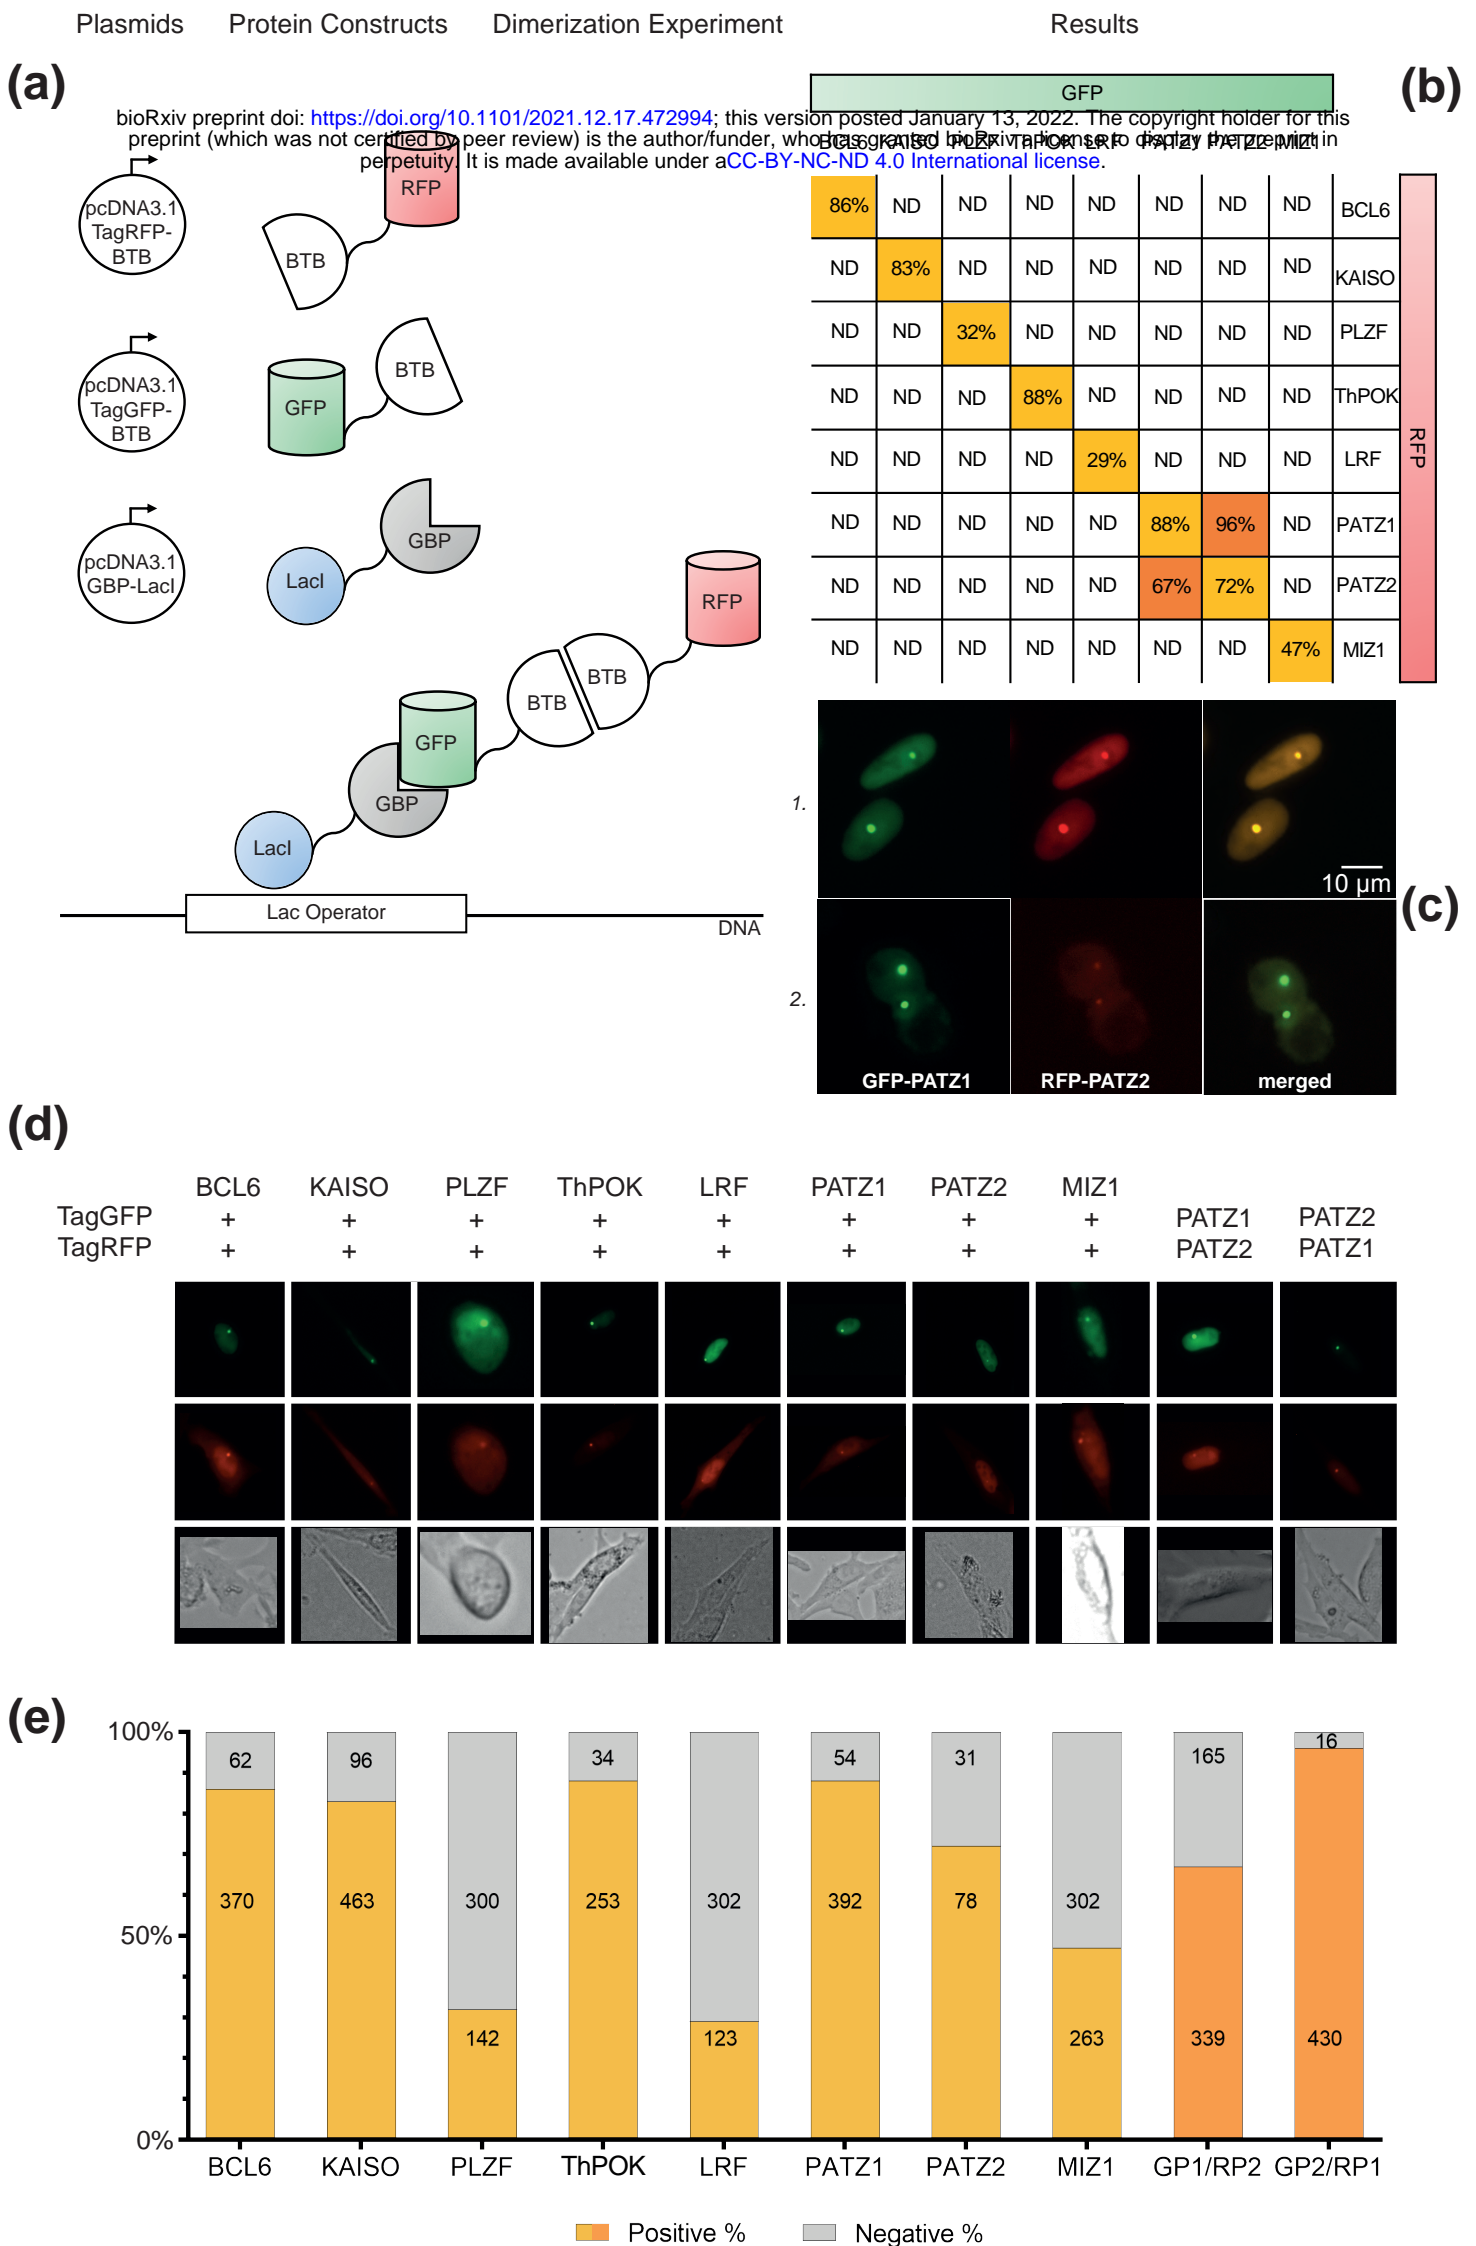 Plasmids Protein Constructs Dimerization Experiment Results
(a)
(b)
GFP
bioRxiv preprint doi: https://doi.org/10.1101/2021.12.17.472994; this version posted January 13, 2022. The copyright holder for this
preprint (which was not certified by peer review) is the author/funder, who has granted bioRxiv a license to display the preprint in
perpetuity. It is made available under aCC-BY-NC-ND 4.0 International license.
BCL6 KAISO PLZF ThPOK LRF PATZ1 PATZ2 MIZ1
pcDNA3.1
TagRFP-
BTB
BTB
RFP
pcDNA3.1
TagGFP-
BTB
GFP
BTB
pcDNA3.1
GBP-LacI
LacI
GBP
RFP
BTB
BTB
GFP
GBP
LacI
Lac Operator
DNA
86% ND ND ND ND ND ND ND BCL6
ND 83% ND ND ND ND ND ND KAISO
ND ND 32% ND ND ND ND ND PLZF
ND ND ND 88% ND ND ND ND ThPOK
ND ND ND ND 29% ND ND ND LRF
ND ND ND ND ND 88% 96% ND PATZ1
ND ND ND ND ND 67% 72% ND PATZ2
ND ND ND ND ND ND ND 47% MIZ1
RFP
1.
10 µm
(c)
2.
GFP-PATZ1 RFP-PATZ2 merged
(d)
BCL6 KAISO PLZF ThPOK LRF PATZ1 PATZ2 MIZ1
TagGFP + + + + + + + + PATZ1 PATZ2
TagRFP + + + + + + + + PATZ2 PATZ1
(e)
100%
50%
0%
62 96 300 34 302 54 31 302 165 16
370 463 142 253 123 392 78 263 339 430
BCL6 KAISO PLZF ThPOK LRF PATZ1 PATZ2 MIZ1 GP1/RP2 GP2/RP1
Positive % Negative %